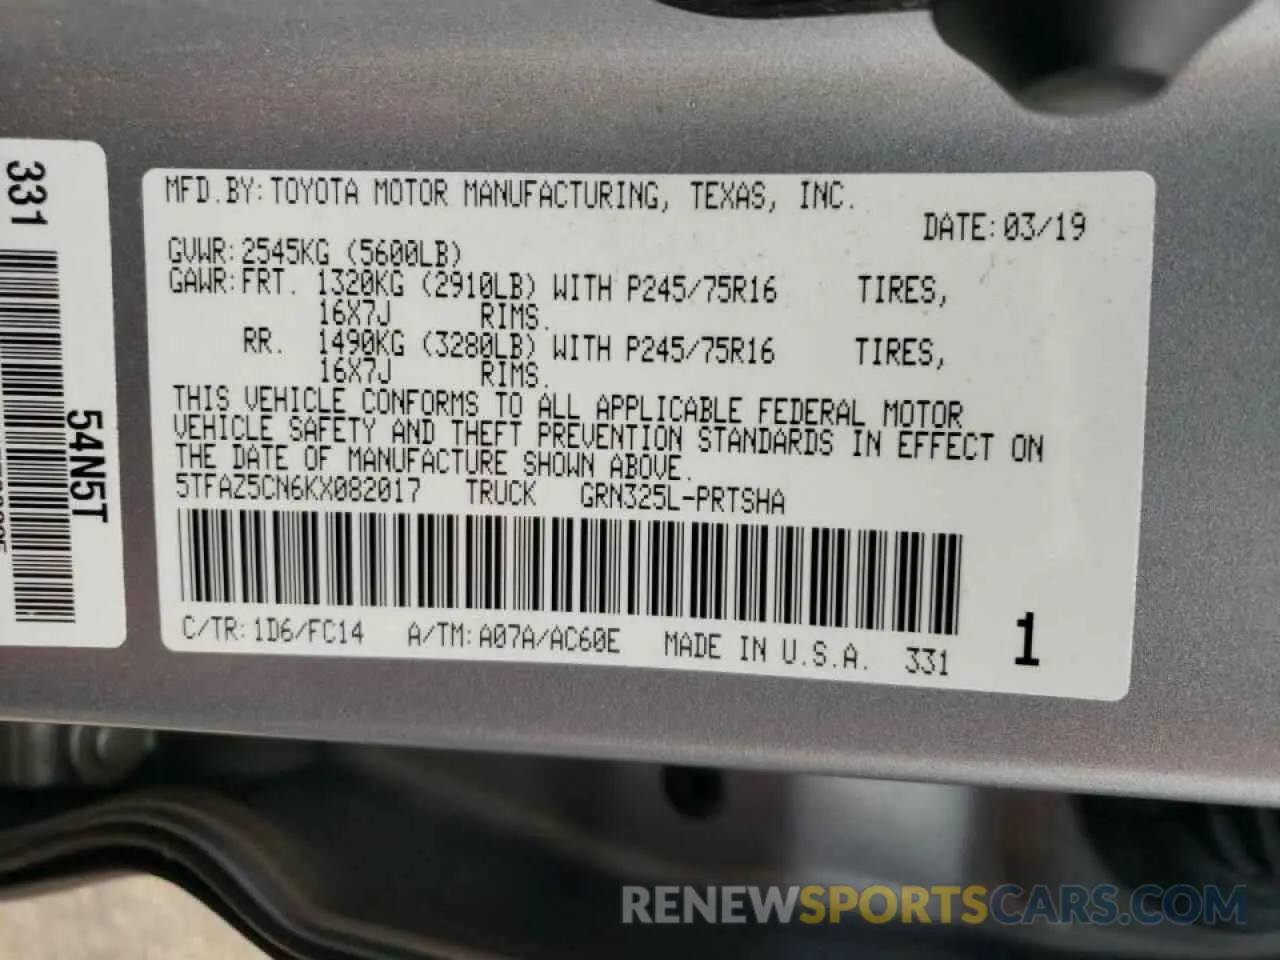 331
54N5T
MFD.BY:TOYOTA MOTOR MANUFACTURING, TEXAS, INC.
DATE:03/19
GVWR:2545KG (5600LB)
GAWR:FRT. 1320KG (2910LB) WITH P245/75R16 TIRES,
16X7J RIMS.
RR. 1490KG (3280LB) WITH P245/75R16 TIRES,
16X7J RIMS.
THIS VEHICLE CONFORMS TO ALL APPLICABLE FEDERAL MOTOR
VEHICLE SAFETY AND THEFT PREVENTION STANDARDS IN EFFECT ON
THE DATE OF MANUFACTURE SHOWN ABOVE.
5TFAZ5CN6KX082017 TRUCK GRN325L-PRTSHA
C/TR:1D6/FC14 A/TM:A07A/AC60E MADE IN U.S.A. 331
1
RENEWSPORTSCARS.COM